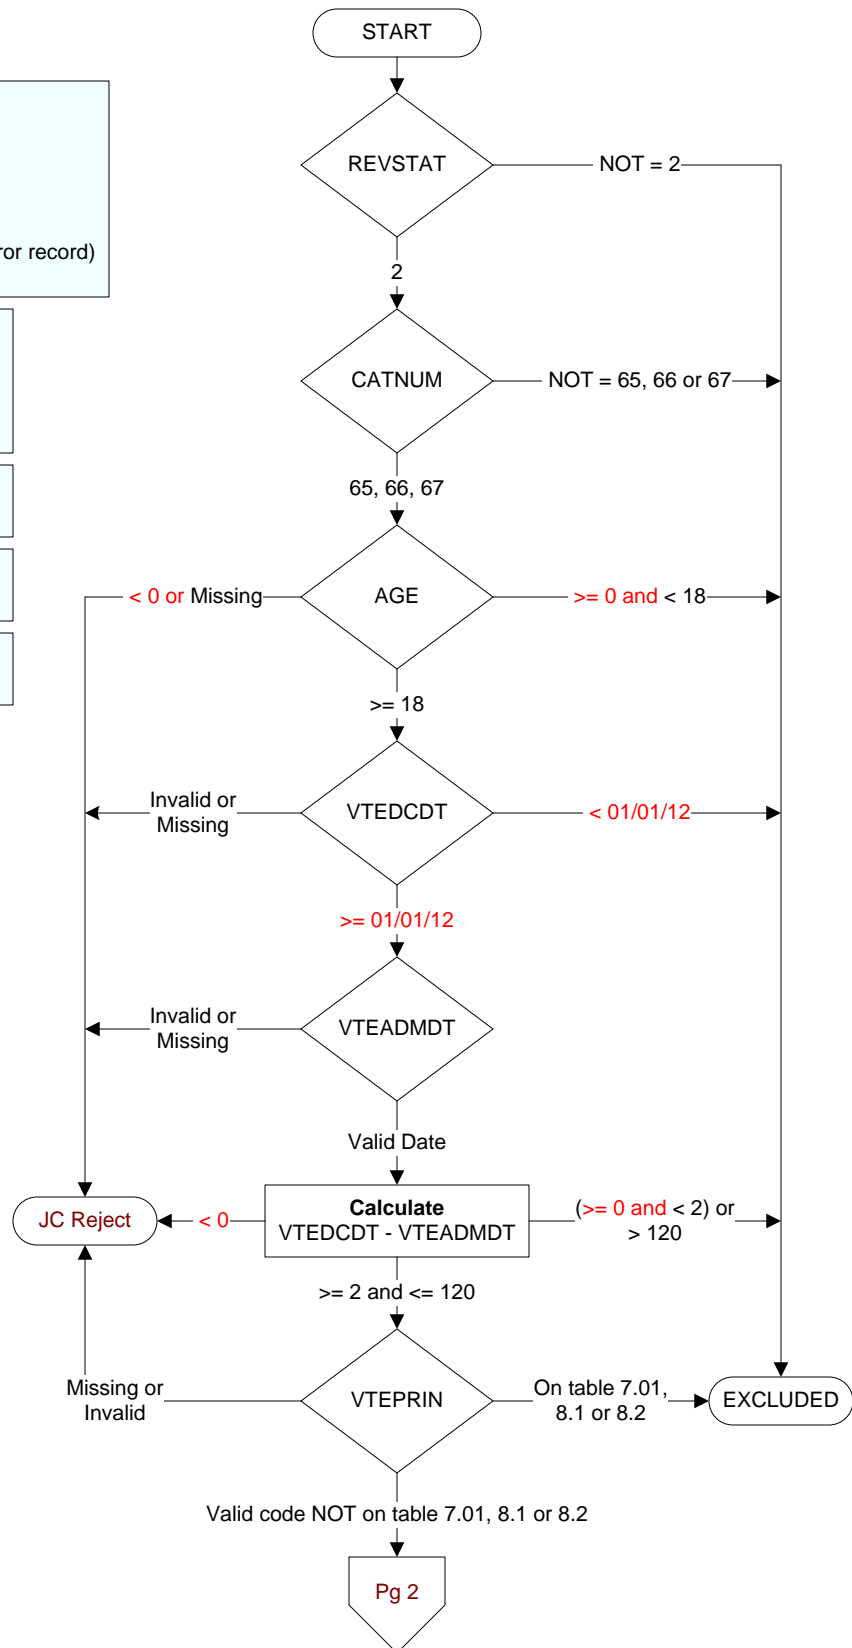 START
REVSTAT
NOT = 2
ror record)
2
CATNUM
NOT = 65, 66 or 67
65, 66, 67
< 0 or Missing
AGE
>= 0 and < 18
>= 18
Invalid or
Missing
VTEDCDT
< 01/01/12
>= 01/01/12
Invalid or
Missing
VTEADMDT
Valid Date
JC Reject
< 0
Calculate
VTEDCDT - VTEADMDT
(>= 0 and < 2) or
> 120
>= 2 and <= 120
Missing or
Invalid
VTEPRIN
On table 7.01,
8.1 or 8.2
EXCLUDED
Valid code NOT on table 7.01, 8.1 or 8.2
Pg 2